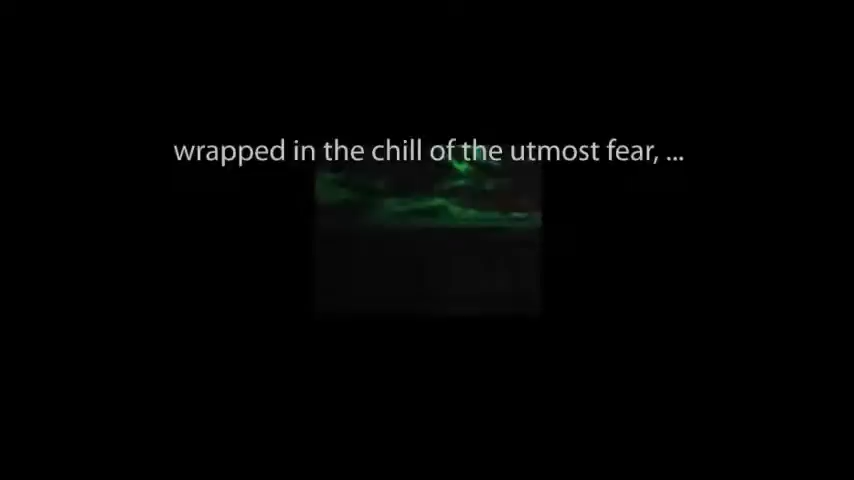 wrapped in the chill of the utmost fear, ...